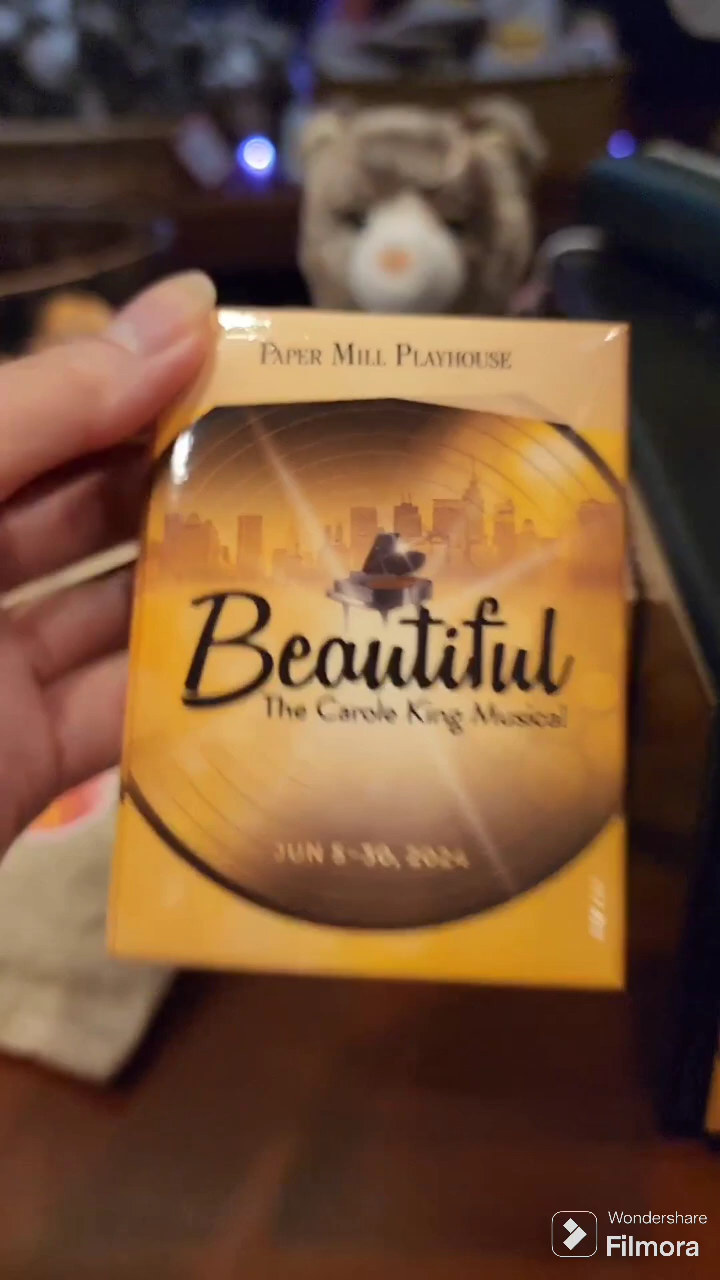 PAPER MILL PLAYHOUSE
Beautiful
The Carole King Musical
JUN 5-30, 2024
Wondershare
Filmora